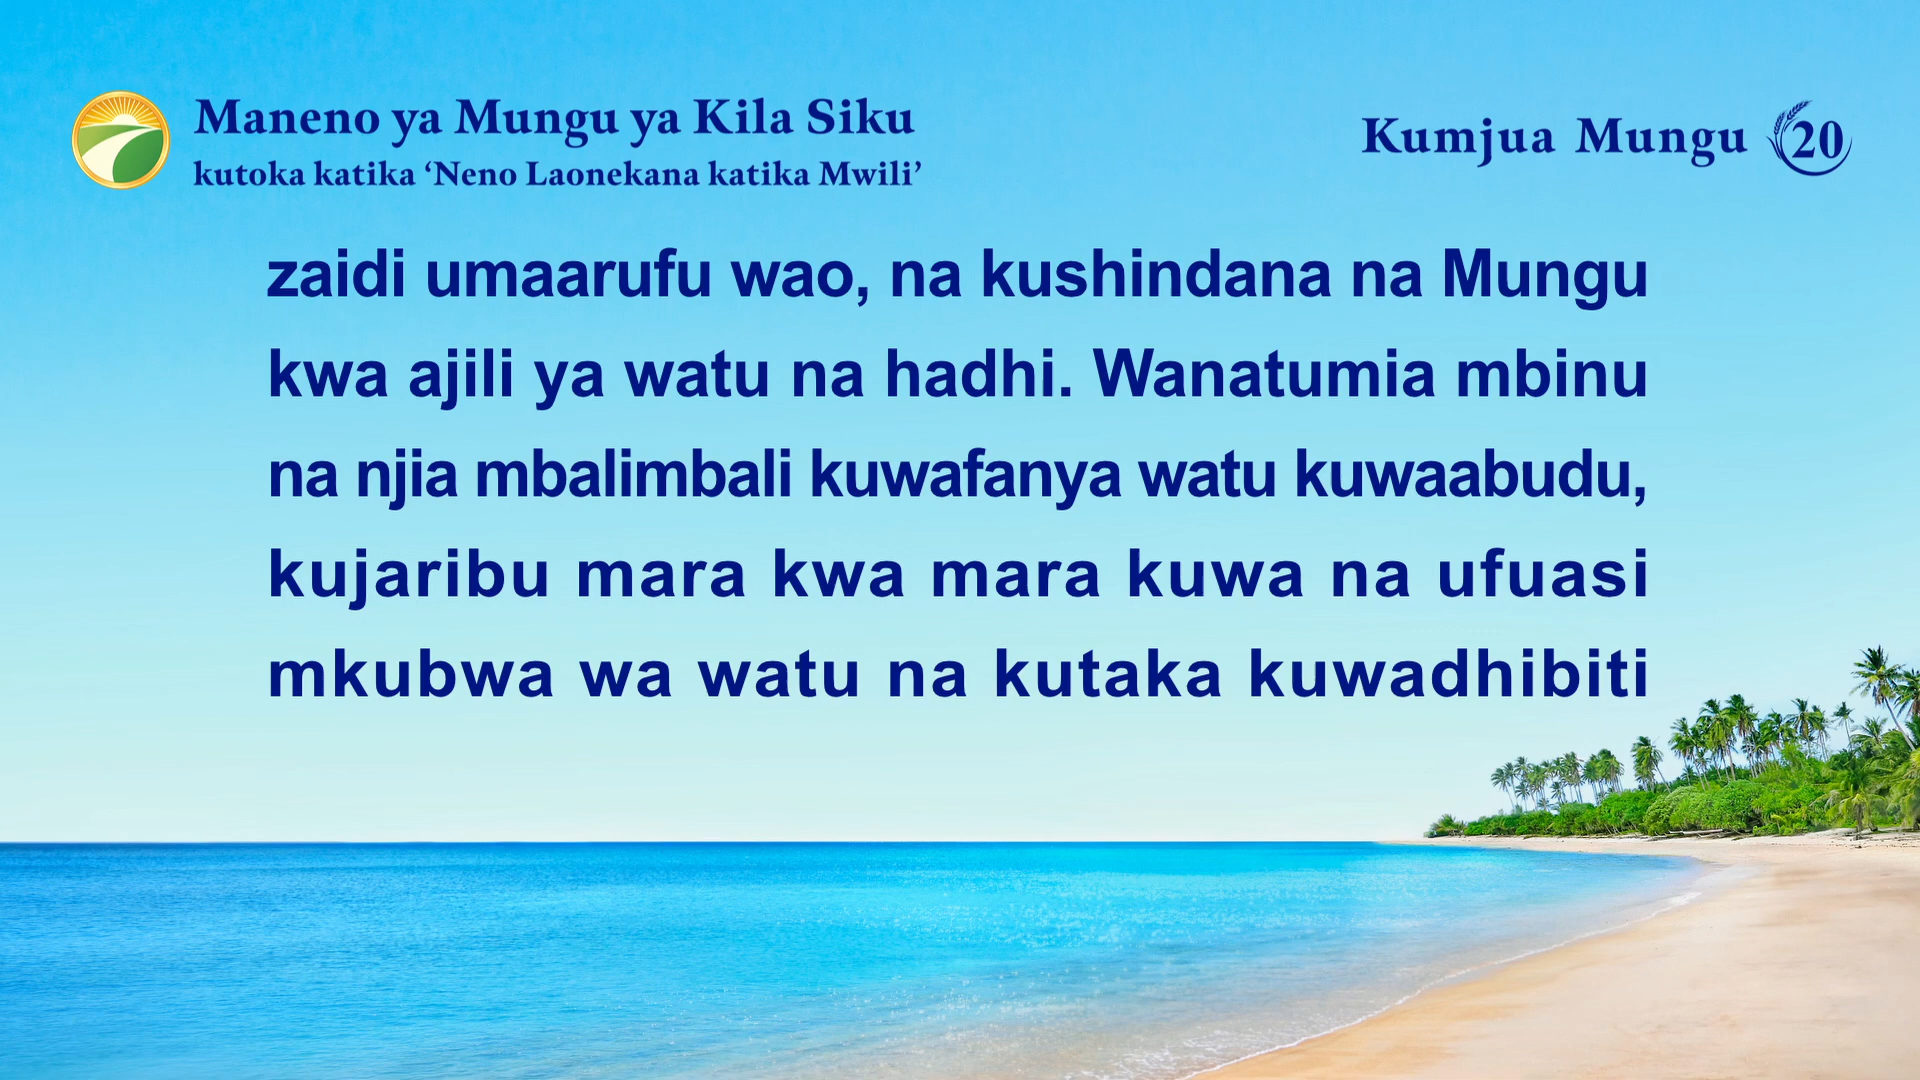 Maneno ya Mungu ya Kila Siku
kutoka katika ‘Neno Laonekana katika Mwili’
Kumjua Mungu 20
zaidi umaarufu wao, na kushindana na Mungu
kwa ajili ya watu na hadhi. Wanatumia mbinu
na njia mbalimbali kuwafanya watu kuwaabudu,
kujaribu mara kwa mara kuwa na ufuasi
mkubwa wa watu na kutaka kuwadhibiti